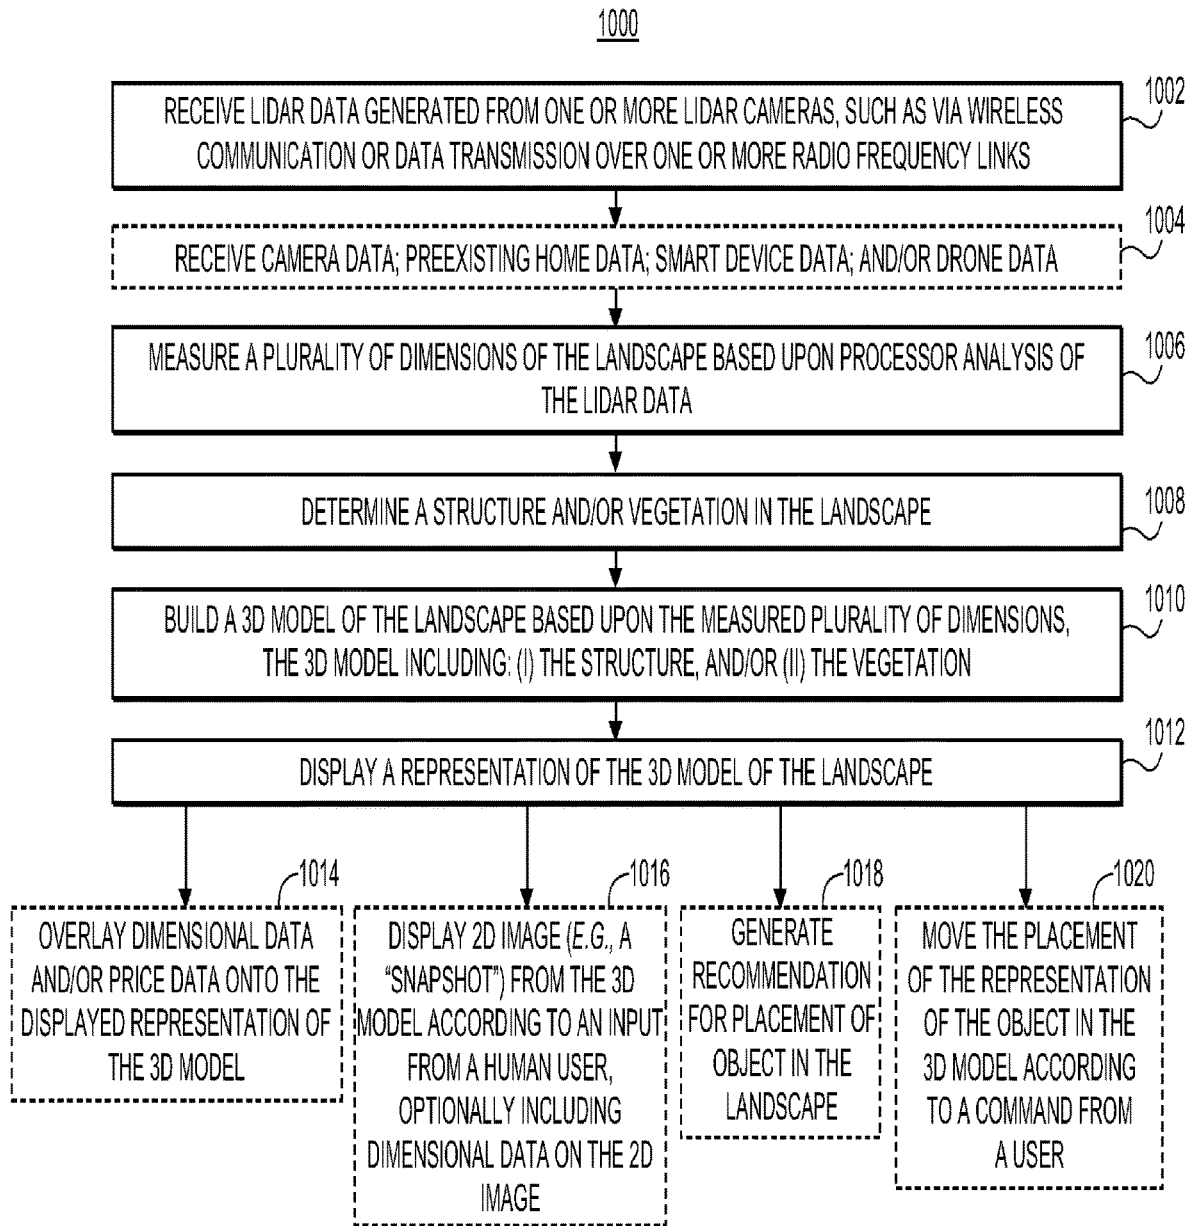 1000
RECEIVE LIDAR DATA GENERATED FROM ONE OR MORE LIDAR CAMERAS, SUCH AS VIA WIRELESS
COMMUNICATION OR DATA TRANSMISSION OVER ONE OR MORE RADIO FREQUENCY LINKS
1002
RECEIVE CAMERA DATA; PREEXISTING HOME DATA; SMART DEVICE DATA; AND/OR DRONE DATA
1004
MEASURE A PLURALITY OF DIMENSIONS OF THE LANDSCAPE BASED UPON PROCESSOR ANALYSIS OF
THE LIDAR DATA
1006
DETERMINE A STRUCTURE AND/OR VEGETATION IN THE LANDSCAPE
1008
BUILD A 3D MODEL OF THE LANDSCAPE BASED UPON THE MEASURED PLURALITY OF DIMENSIONS,
THE 3D MODEL INCLUDING: (I) THE STRUCTURE, AND/OR (II) THE VEGETATION
1010
DISPLAY A REPRESENTATION OF THE 3D MODEL OF THE LANDSCAPE
1012
1014
OVERLAY DIMENSIONAL DATA
AND/OR PRICE DATA ONTO THE
DISPLAYED REPRESENTATION OF
THE 3D MODEL
1016
DISPLAY 2D IMAGE (E.G., A
“SNAPSHOT”) FROM THE 3D
MODEL ACCORDING TO AN INPUT
FROM A HUMAN USER,
OPTIONALLY INCLUDING
DIMENSIONAL DATA ON THE 2D
IMAGE
1018
GENERATE
RECOMMENDATION
FOR PLACEMENT OF
OBJECT IN THE
LANDSCAPE
1020
MOVE THE PLACEMENT
OF THE REPRESENTATION
OF THE OBJECT IN THE
3D MODEL ACCORDING
TO A COMMAND FROM
A USER